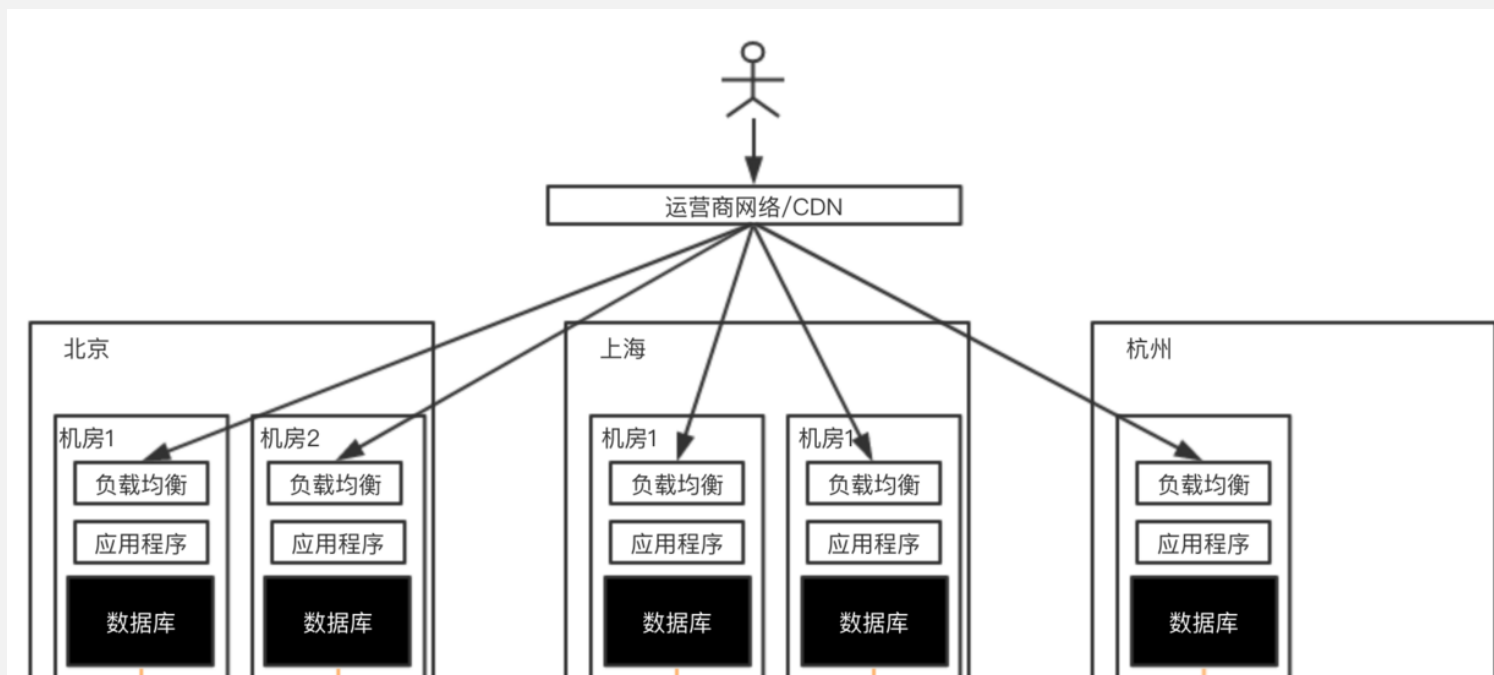 运营商网络/CDN
北京
上海
杭州
机房1
机房2
机房1
机房1
负载均衡
负载均衡
负载均衡
负载均衡
负载均衡
应用程序
应用程序
应用程序
应用程序
应用程序
数据库
数据库
数据库
数据库
数据库